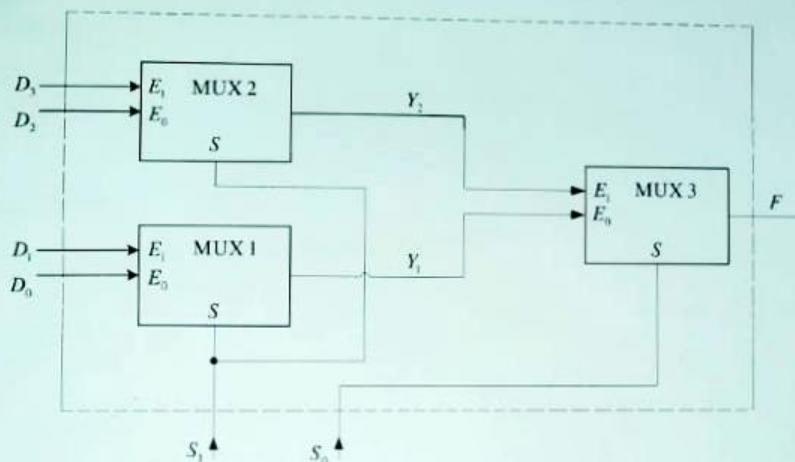 D₃ E₁ MUX 2 Y₂
D₂ E₀
S
E₁ MUX 3 F
E₀
D₁ E₁ MUX 1 Y₁ S
D₀ E₀
S
S₁ S₀